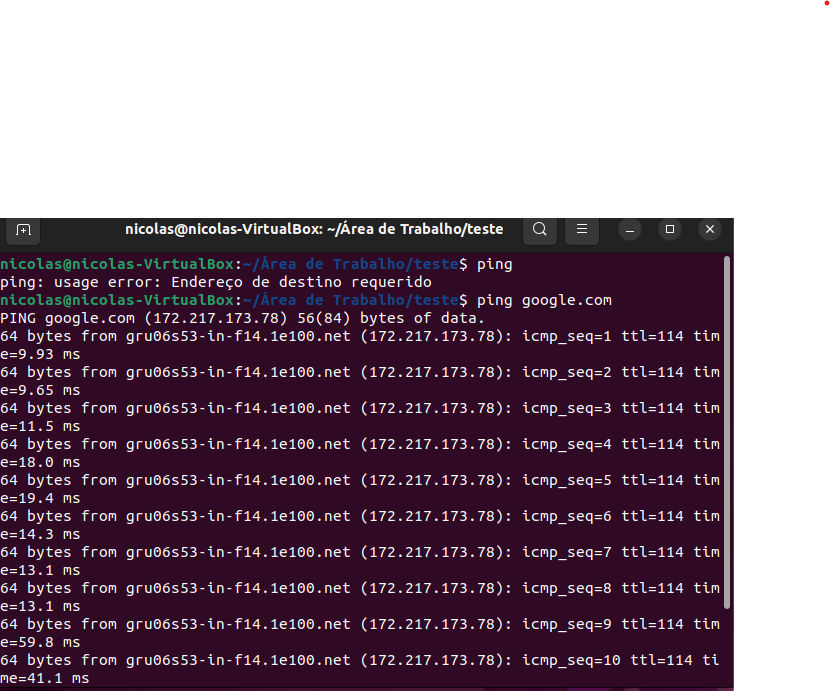 nicolas@nicolas-VirtualBox: ~/Área de Trabalho/teste
nicolas@nicolas-VirtualBox:~/Área de Trabalho/teste$ ping
ping: usage error: Endereço de destino requerido
nicolas@nicolas-VirtualBox:~/Área de Trabalho/teste$ ping google.com
PING google.com (172.217.173.78) 56(84) bytes of data.
64 bytes from gru06s53-in-f14.1e100.net (172.217.173.78): icmp_seq=1 ttl=114 tim
e=9.93 ms
64 bytes from gru06s53-in-f14.1e100.net (172.217.173.78): icmp_seq=2 ttl=114 tim
e=9.65 ms
64 bytes from gru06s53-in-f14.1e100.net (172.217.173.78): icmp_seq=3 ttl=114 tim
e=11.5 ms
64 bytes from gru06s53-in-f14.1e100.net (172.217.173.78): icmp_seq=4 ttl=114 tim
e=18.0 ms
64 bytes from gru06s53-in-f14.1e100.net (172.217.173.78): icmp_seq=5 ttl=114 tim
e=19.4 ms
64 bytes from gru06s53-in-f14.1e100.net (172.217.173.78): icmp_seq=6 ttl=114 tim
e=14.3 ms
64 bytes from gru06s53-in-f14.1e100.net (172.217.173.78): icmp_seq=7 ttl=114 tim
e=13.1 ms
64 bytes from gru06s53-in-f14.1e100.net (172.217.173.78): icmp_seq=8 ttl=114 tim
e=13.1 ms
64 bytes from gru06s53-in-f14.1e100.net (172.217.173.78): icmp_seq=9 ttl=114 tim
e=59.8 ms
64 bytes from gru06s53-in-f14.1e100.net (172.217.173.78): icmp_seq=10 ttl=114 ti
me=41.1 ms